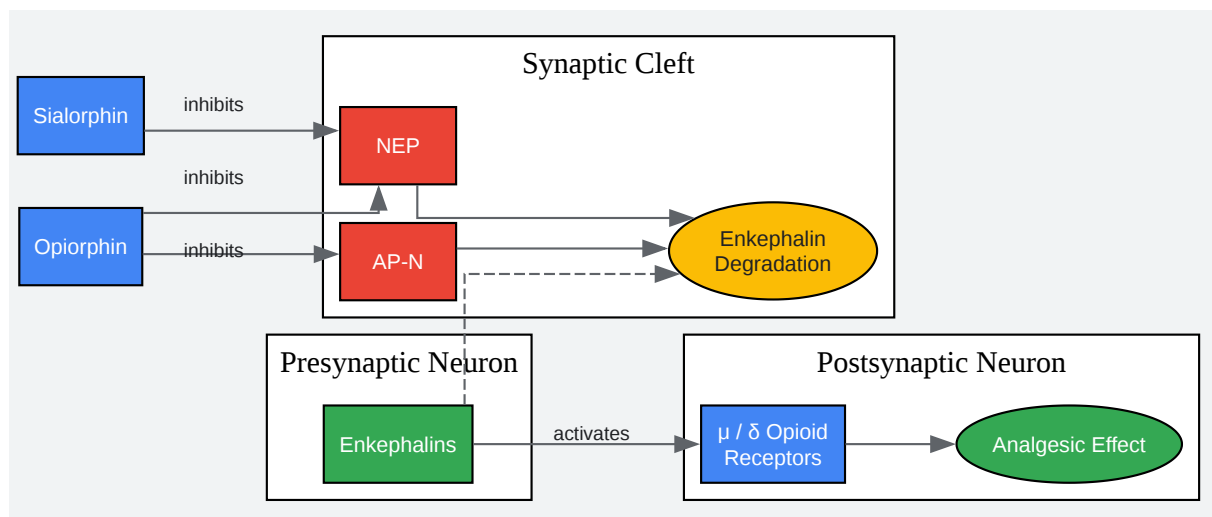 Synaptic Cleft
Sialorphin
inhibits
NEP
inhibits
Opiorphin
inhibits
AP-N
Enkephalin
Degradation
Presynaptic Neuron
Enkephalins
activates
Postsynaptic Neuron
μ / δ Opioid
Receptors
Analgesic Effect